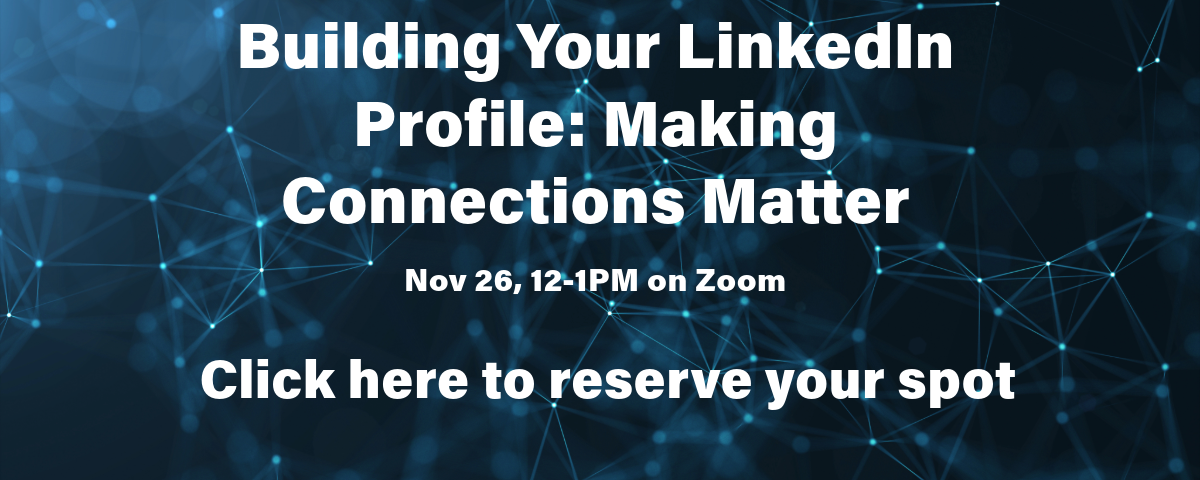 Building Your LinkedIn
Profile: Making
Connections Matter
Nov 26, 12-1PM on Zoom
Click here to reserve your spot